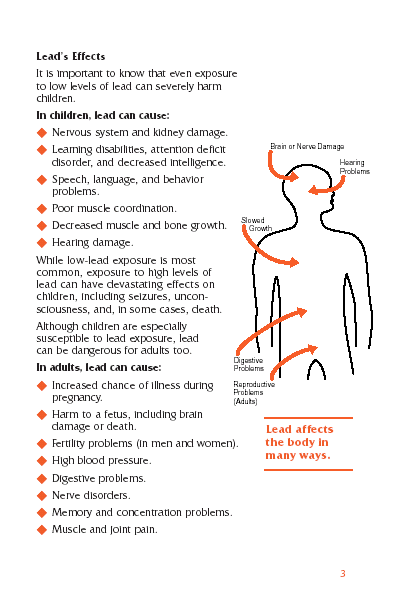 Lead's Effects
It is important to know that even exposure
to low levels of lead can severely harm
children.
In children, lead can cause:
◆ Nervous system and kidney damage.
◆ Learning disabilities, attention deficit
disorder, and decreased intelligence.
◆ Speech, language, and behavior
problems.
◆ Poor muscle coordination.
◆ Decreased muscle and bone growth.
◆ Hearing damage.
While low-lead exposure is most
common, exposure to high levels of
lead can have devastating effects on
children, including seizures, uncon-
sciousness, and, in some cases, death.
Although children are especially
susceptible to lead exposure, lead
can be dangerous for adults too.
In adults, lead can cause:
◆ Increased chance of illness during
pregnancy.
◆ Harm to a fetus, including brain
damage or death.
◆ Fertility problems (in men and women).
◆ High blood pressure.
◆ Digestive problems.
◆ Nerve disorders.
◆ Memory and concentration problems.
◆ Muscle and joint pain.
Brain or Nerve Damage
Hearing
Problems
Slowed
Growth
Digestive
Problems
Reproductive
Problems
(Adults)
Lead affects
the body in
many ways.
3